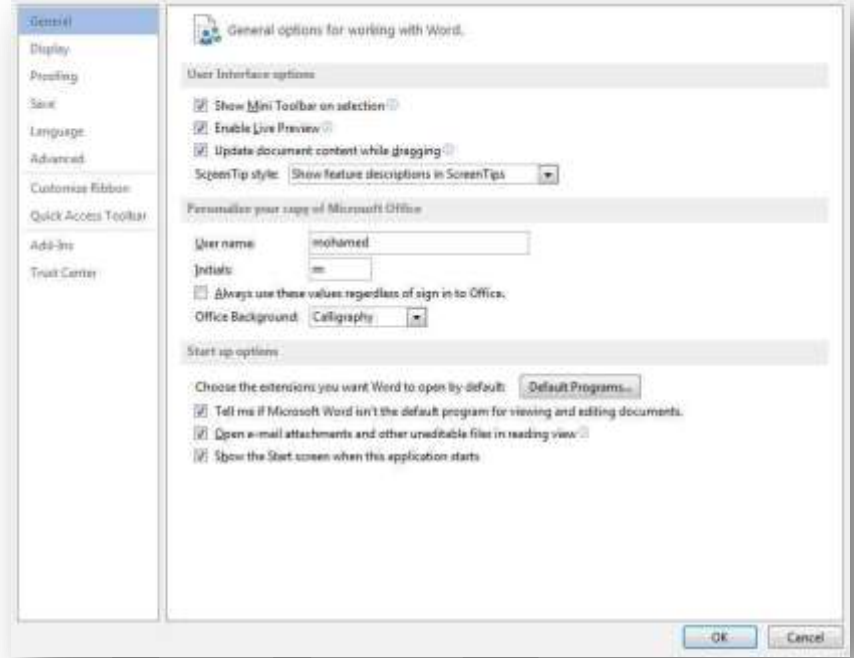 General
Display
Proofing
Save
Language
Advanced
Customize Ribbon
Quick Access Toolbar
Add-Ins
Trust Center
General options for working with Word.
User Interface options
Show Mini Toolbar on selection
Enable Live Preview
Update document content while dragging
ScreenTip style: Show feature descriptions in ScreenTips
Personalize your copy of Microsoft Office
User name: mohamed
Initials: m
Always use these values regardless of sign in to Office.
Office Background: Calligraphy
Start up options
Choose the extensions you want Word to open by default: Default Programs...
Tell me if Microsoft Word isn't the default program for viewing and editing documents.
Open e-mail attachments and other uneditable files in reading view
Show the Start screen when this application starts
OK Cancel